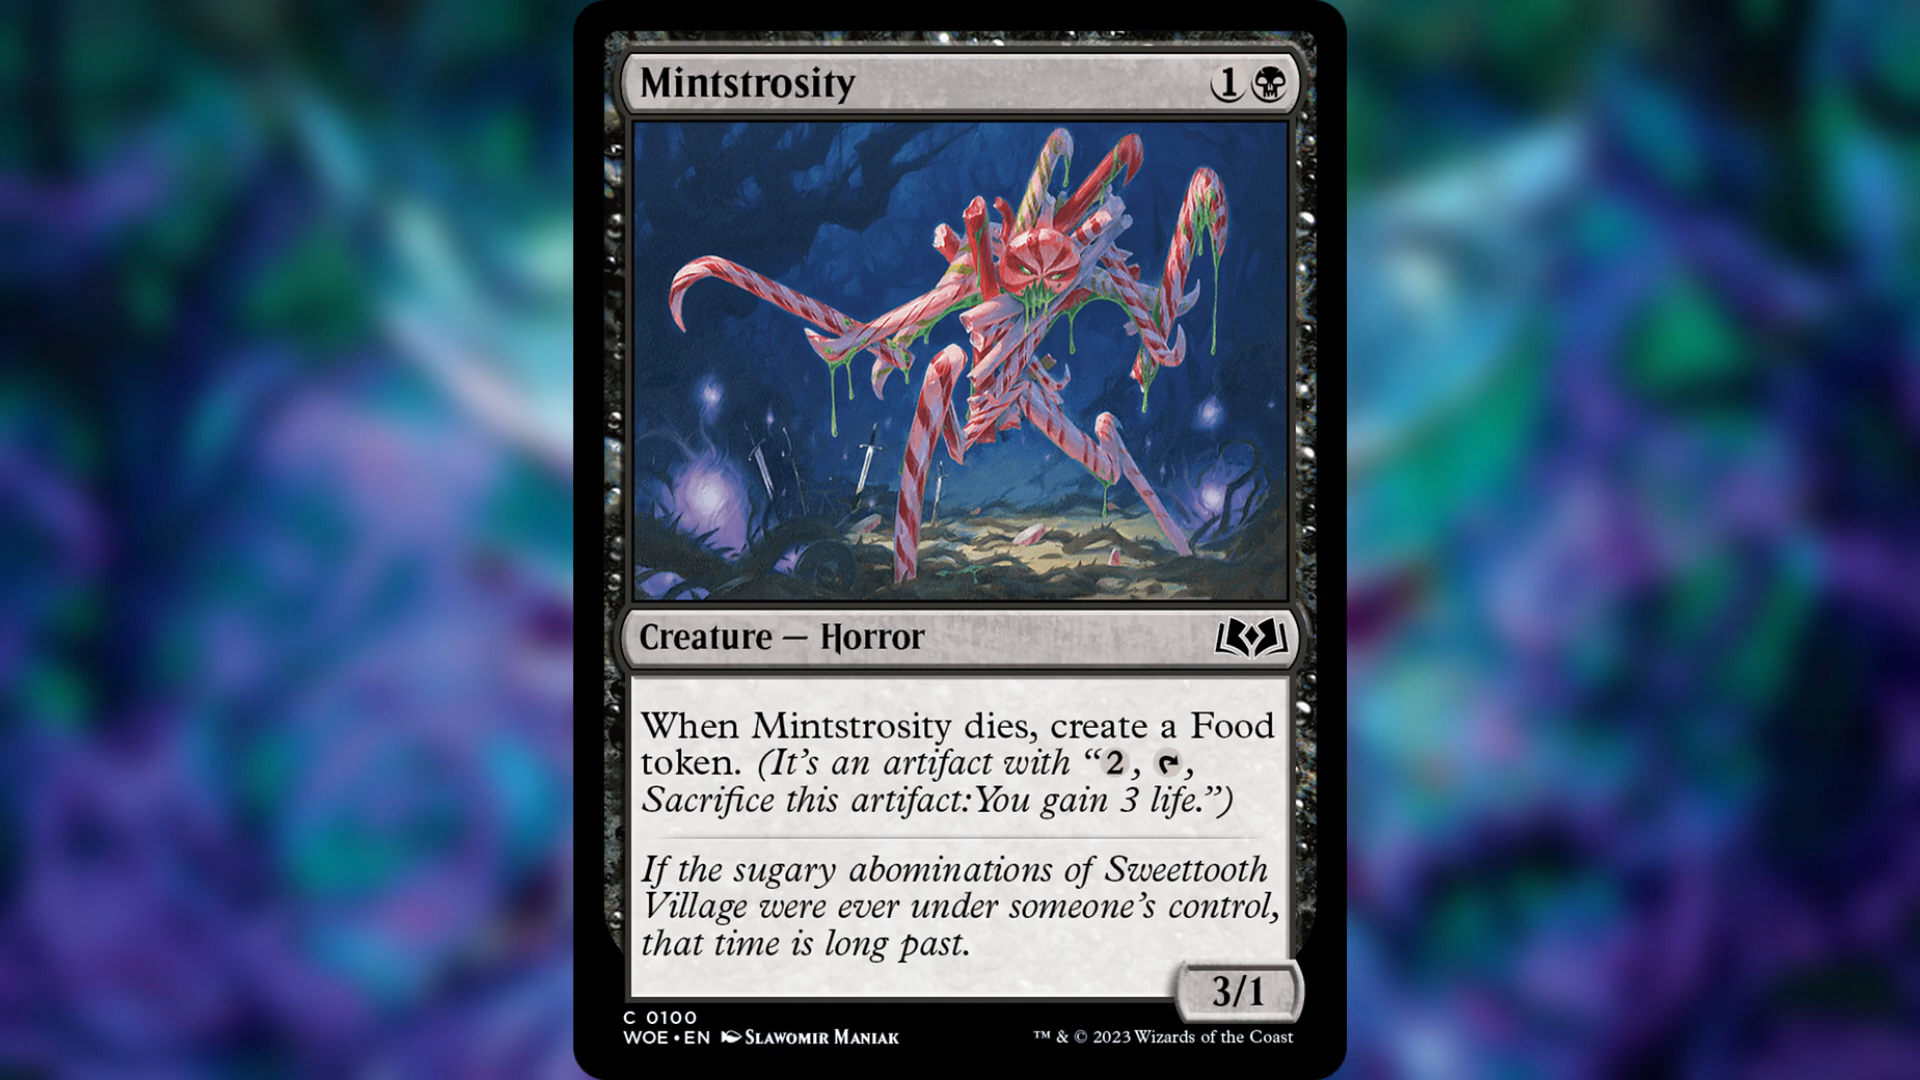 Mintstrosity 1
Creature — Horror
When Mintstrosity dies, create a Food
token. (It's an artifact with “2, ,
Sacrifice this artifact:You gain 3 life.”)
If the sugary abominations of Sweettooth
Village were ever under someone's control,
that time is long past.
3/1
C 0100
WOE • EN Slawomir Maniak ™ & © 2023 Wizards of the Coast